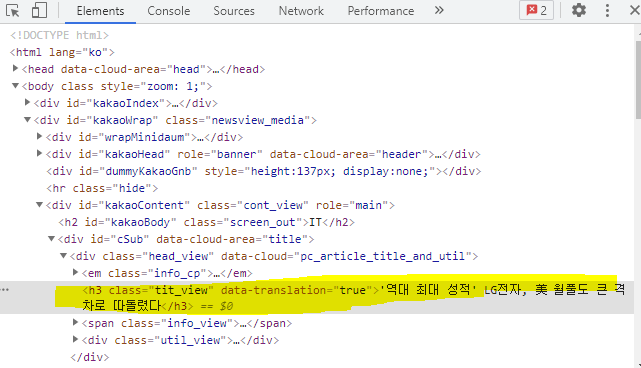 Elements Console Sources Network Performance » 2
<!DOCTYPE html>
<html lang="ko">
▶<head data-cloud-area="head">…</head>
▼<body class style="zoom: 1;">
▶<div id="kakaoIndex">…</div>
▼<div id="kakaoWrap" class="newsview_media">
▶<div id="wrapMinidaum">…</div>
▶<div id="kakaoHead" role="banner" data-cloud-area="header">…</div>
<div id="dummyKakaoGnb" style="height:137px; display:none;"></div>
<hr class="hide">
▼<div id="kakaoContent" class="cont_view" role="main">
<h2 id="kakaoBody" class="screen_out">IT</h2>
▼<div id="cSub" data-cloud-area="title">
▼<div class="head_view" data-cloud="pc_article_title_and_util">
▶<em class="info_cp">…</em>
<h3 class="tit_view" data-translation="true">'역대 최대 성적' LG전자, 美 월풀도 큰 격
차로 따돌렸다</h3> == $0
▶<span class="info_view">…</span>
▶<div class="util_view">…</div>
</div>